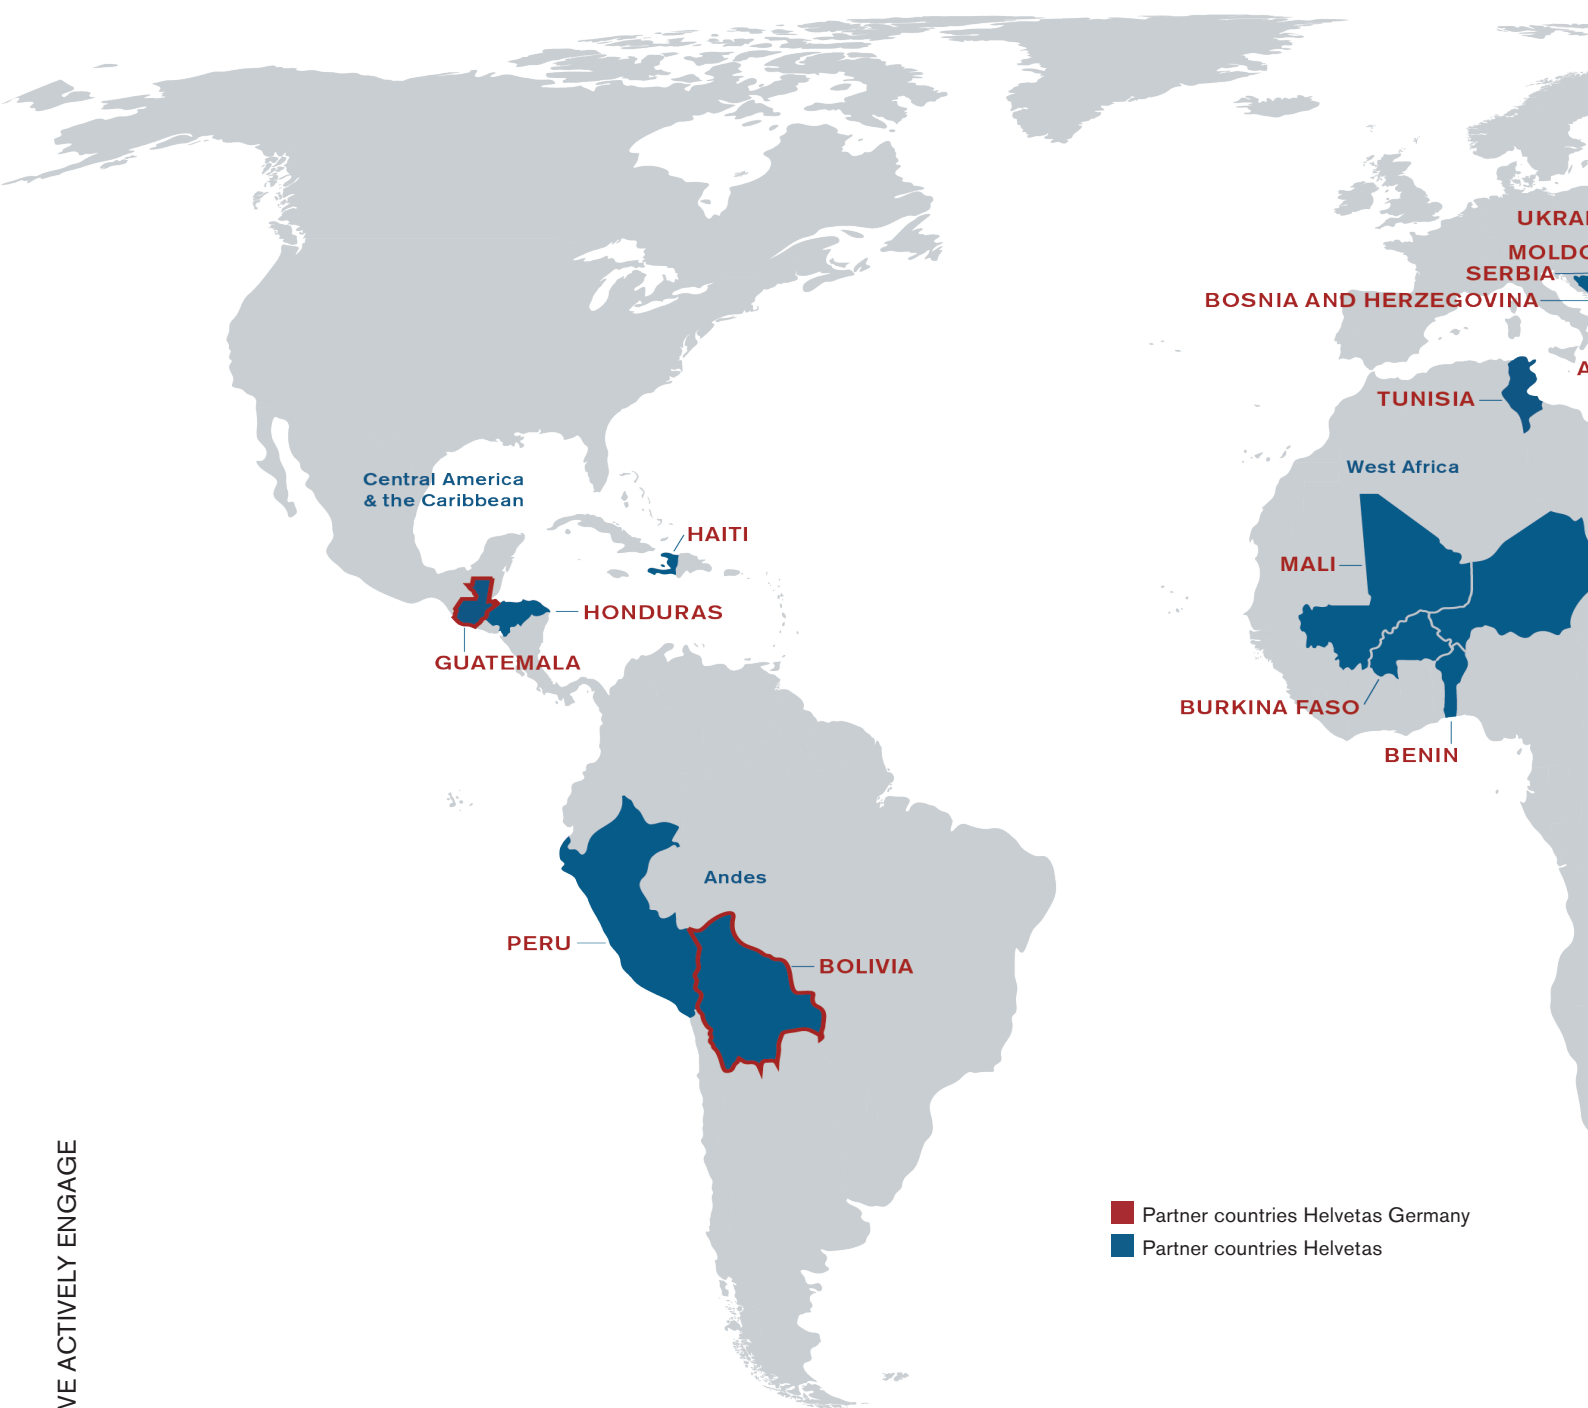 UKRAI
MOLDO
SERBIA
BOSNIA AND HERZEGOVINA
A
TUNISIA
West Africa
Central America
& the Caribbean
HAITI
MALI
HONDURAS
GUATEMALA
BURKINA FASO
BENIN
Andes
PERU
BOLIVIA
Partner countries Helvetas Germany
Partner countries Helvetas
VE ACTIVELY ENGAGE